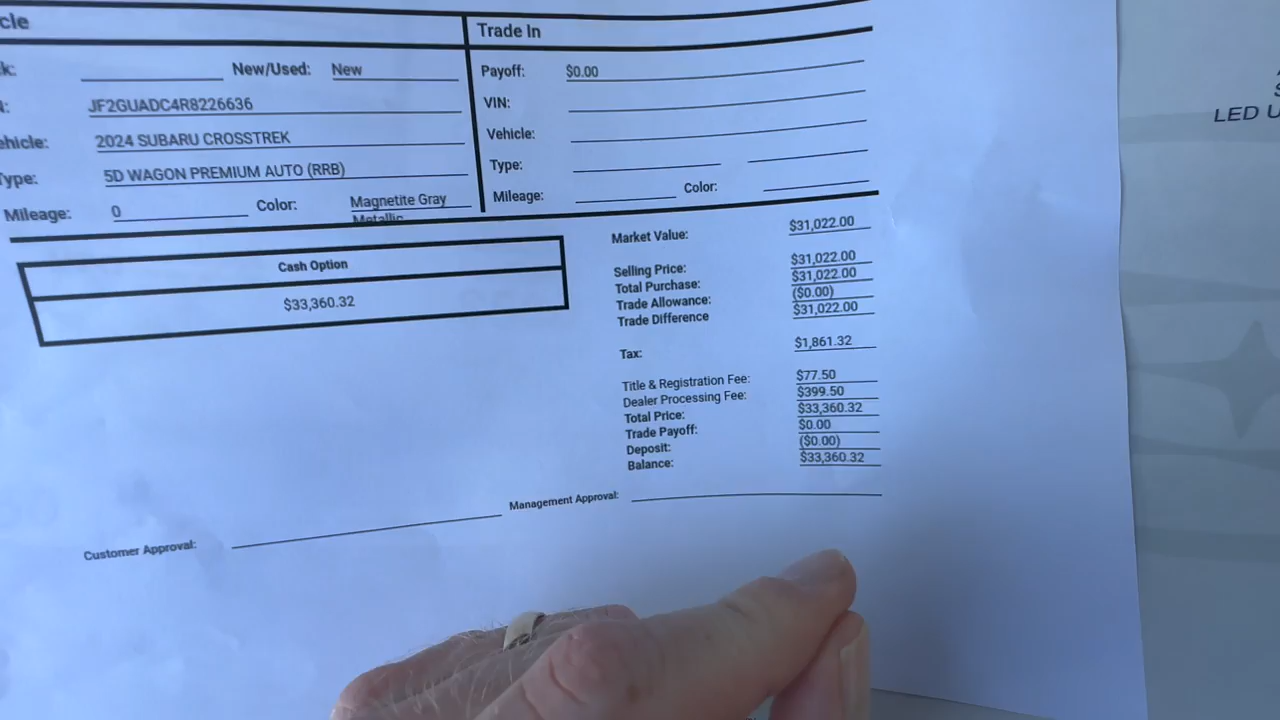 cle
Trade In
k:
New/Used: New
Payoff: $0.00
JF2GUADC4R8226636
VIN:
ehicle: 2024 SUBARU CROSSTREK
Vehicle:
Type: 5D WAGON PREMIUM AUTO (RRB)
Type:
Mileage: 0 Color: Magnetite Gray
Metallic
Mileage: Color:
Cash Option
$33,360.32
Market Value: $31,022.00
Selling Price: $31,022.00
Total Purchase: $31,022.00
Trade Allowance: ($0.00)
Trade Difference $31,022.00
Tax: $1,861.32
Title & Registration Fee: $77.50
Dealer Processing Fee: $399.50
Total Price: $33,360.32
Trade Payoff: $0.00
Deposit: ($0.00)
Balance: $33,360.32
Customer Approval: Management Approval:
LED U